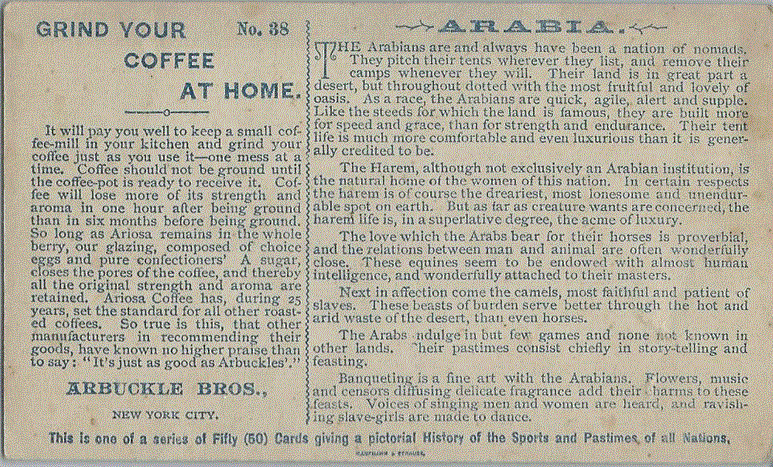 GRIND YOUR
COFFEE
AT HOME.
No. 38
It will pay you well to keep a small cof-
fee-mill in your kitchen and grind your
coffee just as you use it—one mess at a
time. Coffee should not be ground until
the coffee-pot is ready to receive it. Cof-
fee will lose more of its strength and
aroma in one hour after being ground
than in six months before being ground.
So long as Ariosa remains in the whole
berry, our glazing, composed of choice
eggs and pure confectioners' A sugar,
closes the pores of the coffee, and thereby
all the original strength and aroma are
retained. Ariosa Coffee has, during 25
years, set the standard for all other roast-
ed coffees. So true is this, that other
manufacturers in recommending their
goods, have known no higher praise than
to say: "It's just as good as Arbuckles'."
ARBUCKLE BROS.,
NEW YORK CITY.
ARABIA.
THE Arabians are and always have been a nation of nomads.
They pitch their tents wherever they list, and remove their
camps whenever they will. Their land is in great part a
desert, but throughout dotted with the most fruitful and lovely of
oasis. As a race, the Arabians are quick, agile, alert and supple.
Like the steeds for which the land is famous, they are built more
for speed and grace, than for strength and endurance. Their tent
life is much more comfortable and even luxurious than it is gener-
ally credited to be.
The Harem, although not exclusively an Arabian institution, is
the natural home of the women of this nation. In certain respects
the harem is of course the dreariest, most lonesome and unendur-
able spot on earth. But as far as creature wants are concerned, the
harem life is, in a superlative degree, the acme of luxury.
The love which the Arabs bear for their horses is proverbial,
and the relations between man and animal are often wonderfully
close. These equines seem to be endowed with almost human
intelligence, and wonderfully attached to their masters.
Next in affection come the camels, most faithful and patient of
slaves. These beasts of burden serve better through the hot and
arid waste of the desert, than even horses.
The Arabs ndulge in but few games and none not known in
other lands. heir pastimes consist chiefly in story-telling and
feasting.
Banqueting is a fine art with the Arabians. Flowers, music
and censors diffusing delicate fragrance add their charms to these
feasts. Voices of singing men and women are heard, and ravish-
ing slave-girls are made to dance.
This is one of a series of Fifty (50) Cards giving a pictorial History of the Sports and Pastimes of all Nations,